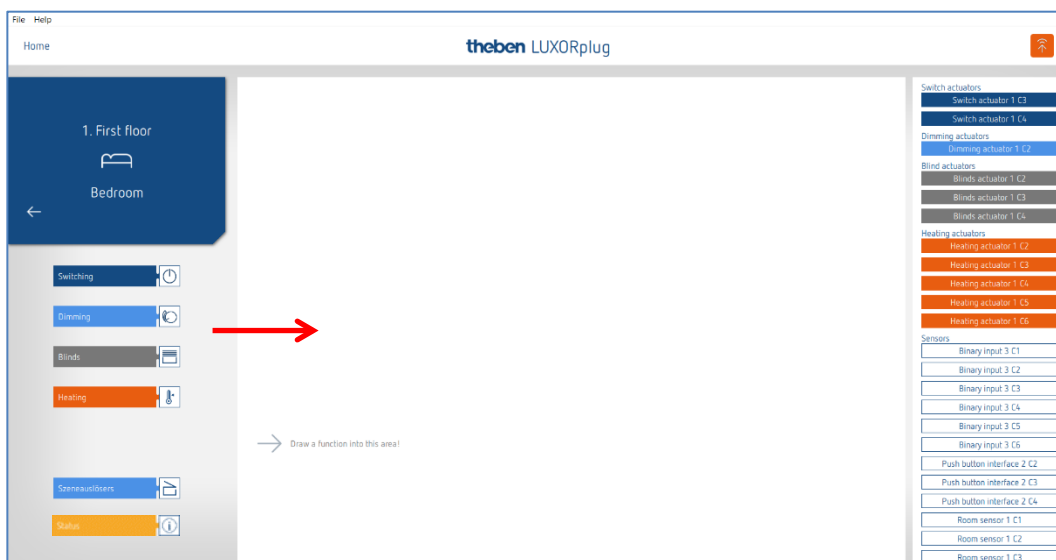 File Help
Home
theben LUXORplug
1. First floor
Bedroom
Switching
Dimming
Blinds
Heating
Szeneauslösers
Status
Draw a function into this area!
Switch actuators
Switch actuator 1 C3
Switch actuator 1 C4
Dimming actuators
Dimming actuator 1 C2
Blind actuators
Blinds actuator 1 C2
Blinds actuator 1 C3
Blinds actuator 1 C4
Heating actuators
Heating actuator 1 C2
Heating actuator 1 C3
Heating actuator 1 C4
Heating actuator 1 C5
Heating actuator 1 C6
Sensors
Binary input 3 C1
Binary input 3 C2
Binary input 3 C3
Binary input 3 C4
Binary input 3 C5
Binary input 3 C6
Push button interface 2 C2
Push button interface 2 C3
Push button interface 2 C4
Room sensor 1 C1
Room sensor 1 C2
Room sensor 1 C3